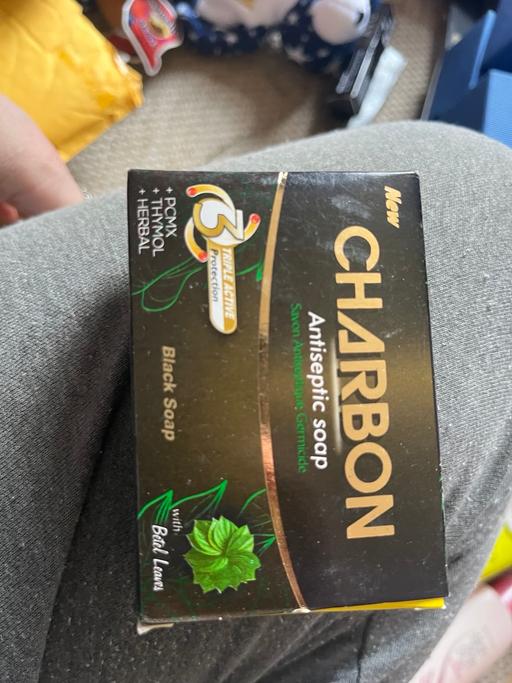 New
CHARBON
Antiseptic soap
Savon Antiseptique Germicide
3
TRIPLE ACTIVE
Protection
+ PCMX
+ THYMOL
+ HERBAL
Black Soap
with
Betel Leaves